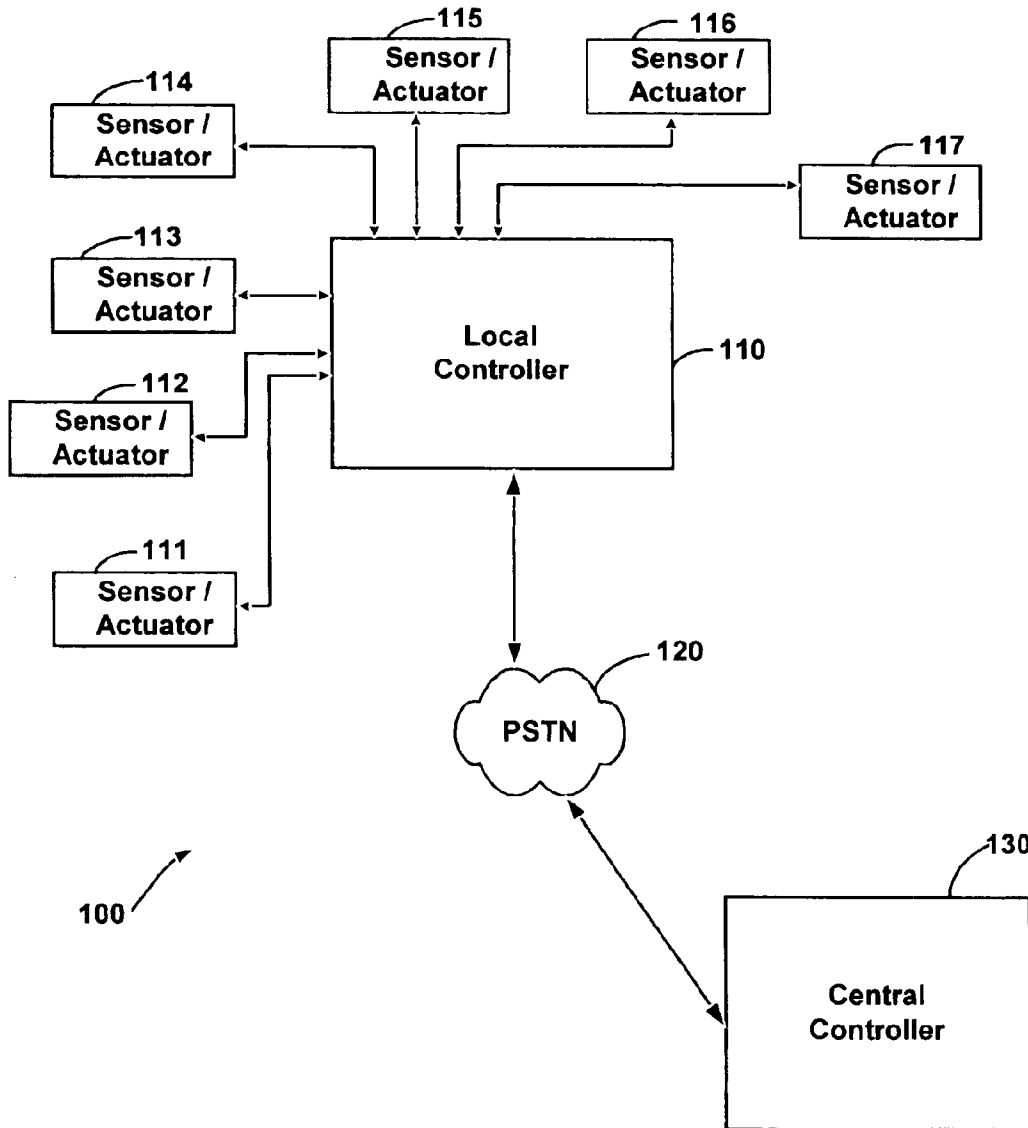 115
Sensor /
Actuator
116
Sensor /
Actuator
114
Sensor /
Actuator
117
Sensor /
Actuator
113
Sensor /
Actuator
Local
Controller
110
112
Sensor /
Actuator
111
Sensor /
Actuator
120
PSTN
100
130
Central
Controller